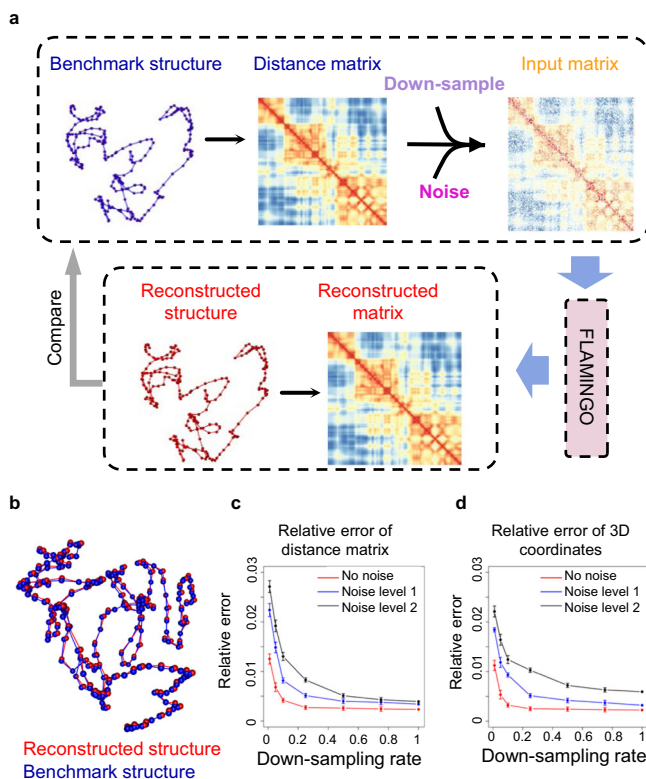 a
Benchmark structure
Distance matrix
Input matrix
Down-sample
Noise
Compare
Reconstructed
structure
Reconstructed
matrix
FLAMINGO
b
Reconstructed structure
Benchmark structure
c
Relative error of
distance matrix
Relative error
0.03
0.02
0.01
0
No noise
Noise level 1
Noise level 2
0 0.2 0.4 0.6 0.8 1
Down-sampling rate
d
Relative error of 3D
coordinates
Relative error
0.03
0.02
0.01
0
No noise
Noise level 1
Noise level 2
0 0.2 0.4 0.6 0.8 1
Down-sampling rate